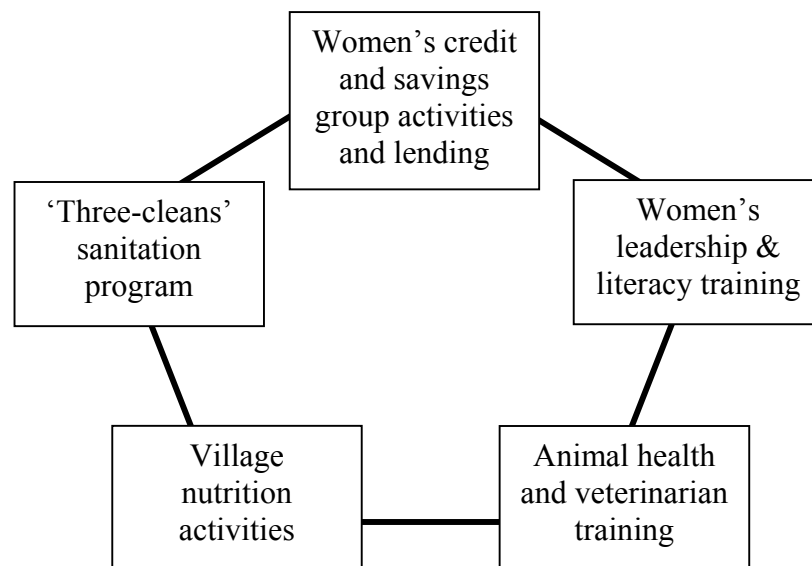 Women’s credit
and savings
group activities
and lending
‘Three-cleans’
sanitation
program
Women’s
leadership &
literacy training
Village
nutrition
activities
Animal health
and veterinarian
training